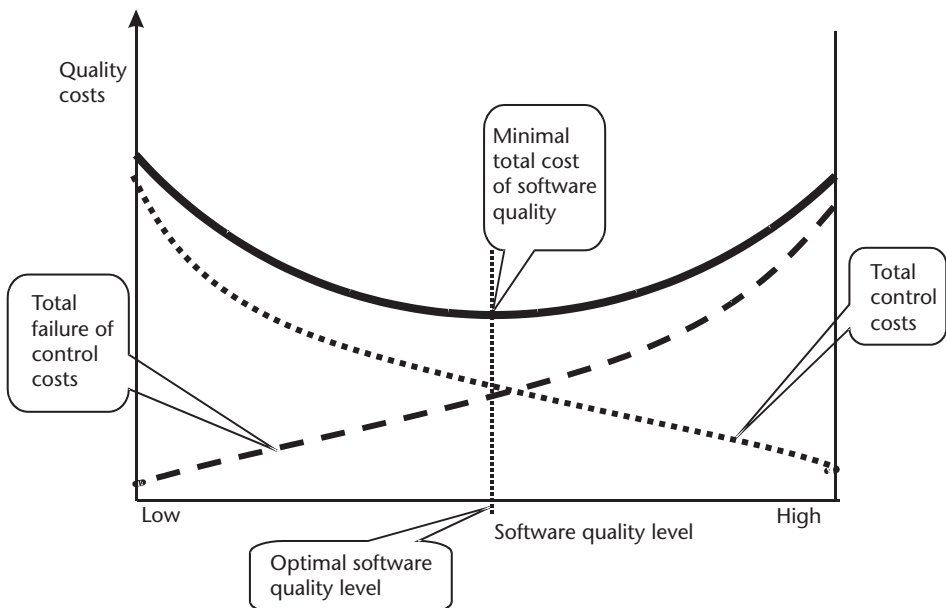 Quality
costs
Minimal
total cost
of software
quality
Total
failure of
control
costs
Total
control
costs
Low
Software quality level
High
Optimal software
quality level